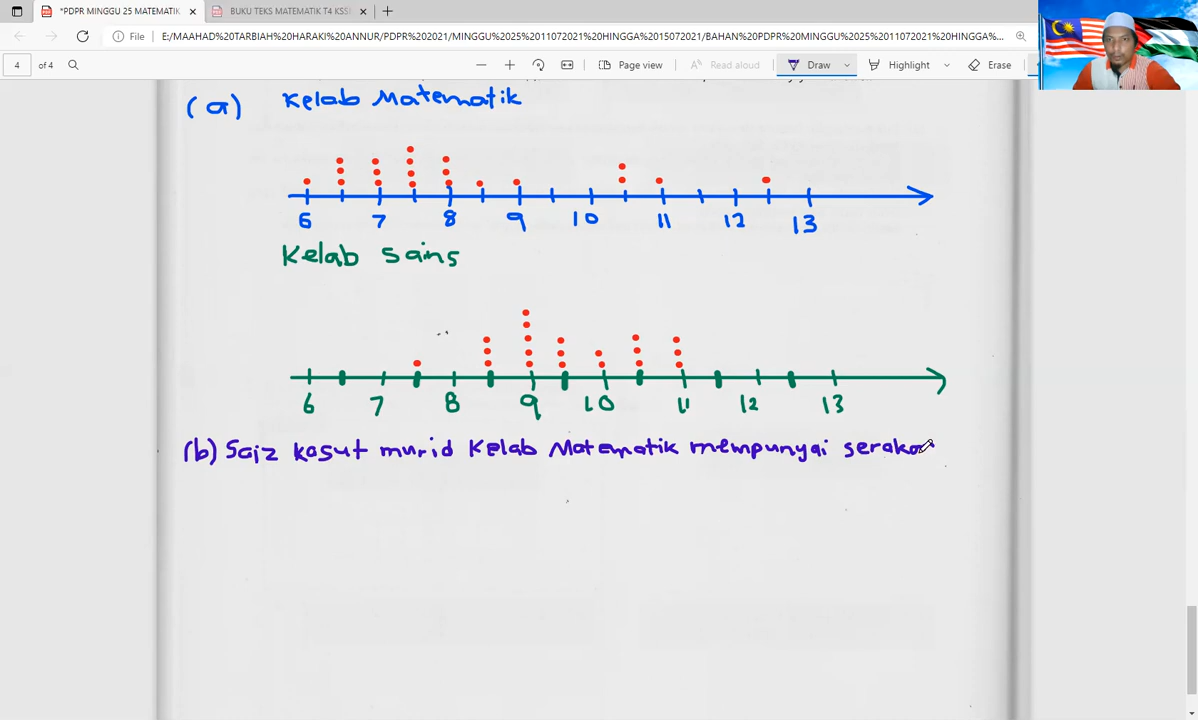 *PDPR MINGGU 25 MATEMATIK
BUKU TEKS MATEMATIK T4 KSS
File
E:/MAAHAD%20TARBIAH%20HARAKI%20ANNUR/PDPR%202021/MINGGU%2025%2011072021%20HINGGA%2015072021/BAHAN%20PDPR%20MINGGU%2025%2011072021%20HINGGA%...
4 of 4
Page view
Read aloud
Draw
Highlight
Erase
(a) Kelab Matematik
6 7 8 9 10 11 12 13
Kelab Sains
6 7 8 9 10 11 12 13
(b) Saiz kasut murid Kelab Matematik mempunyai seraka